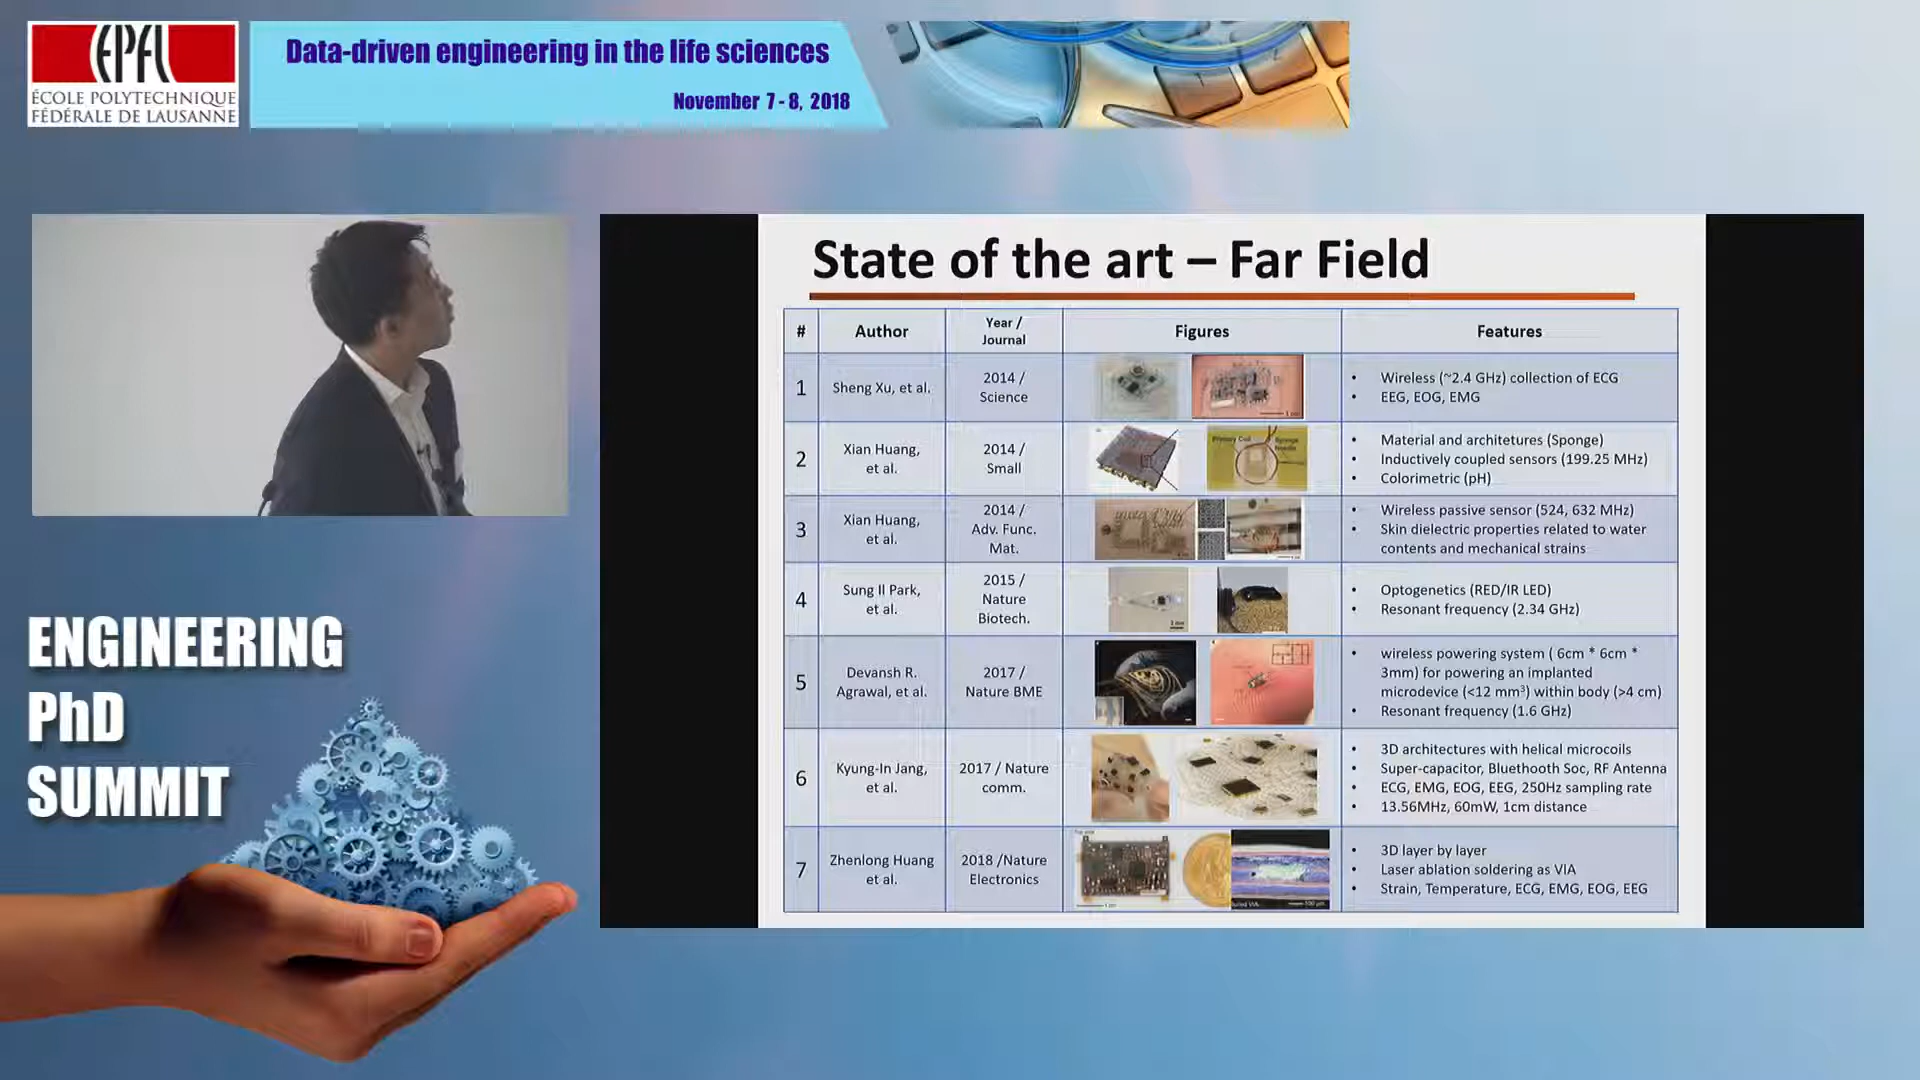 EPFL
ÉCOLE POLYTECHNIQUE
FÉDÉRALE DE LAUSANNE
Data-driven engineering in the life sciences
November 7 - 8, 2018
ENGINEERING
PhD
SUMMIT
State of the art – Far Field
# Author Year / Journal Figures Features
1 Sheng Xu, et al. 2014 / Science
• Wireless (~2.4 GHz) collection of ECG
• EEG, EOG, EMG
2 Xian Huang, et al. 2014 / Small
Primary Coil Sponge Needle
• Material and architetures (Sponge)
• Inductively coupled sensors (199.25 MHz)
• Colorimetric (pH)
3 Xian Huang, et al. 2014 / Adv. Func. Mat.
• Wireless passive sensor (524, 632 MHz)
• Skin dielectric properties related to water
contents and mechanical strains
4 Sung Il Park, et al. 2015 / Nature Biotech.
• Optogenetics (RED/IR LED)
• Resonant frequency (2.34 GHz)
5 Devansh R. Agrawal, et al. 2017 / Nature BME
• wireless powering system ( 6cm * 6cm *
3mm) for powering an implanted
microdevice (<12 mm³) within body (>4 cm)
• Resonant frequency (1.6 GHz)
6 Kyung-In Jang, et al. 2017 / Nature comm.
• 3D architectures with helical microcoils
• Super-capacitor, Bluethooth Soc, RF Antenna
• ECG, EMG, EOG, EEG, 250Hz sampling rate
• 13.56MHz, 60mW, 1cm distance
7 Zhenlong Huang et al. 2018 /Nature Electronics
• 3D layer by layer
• Laser ablation soldering as VIA
• Strain, Temperature, ECG, EMG, EOG, EEG